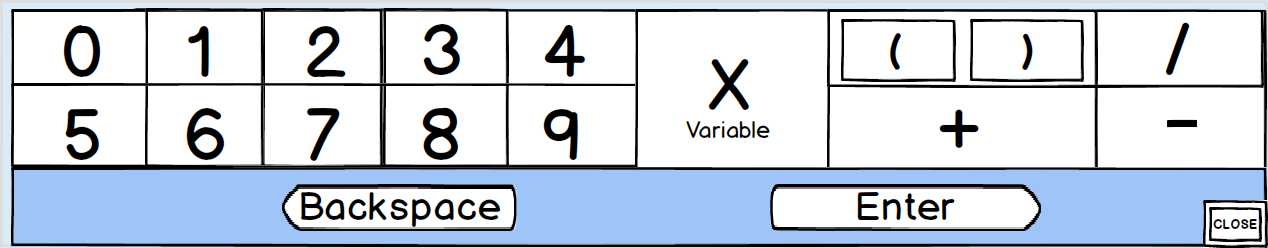 0 1 2 3 4 ( ) /
5 6 7 8 9 X + -
Variable
Backspace Enter
CLOSE